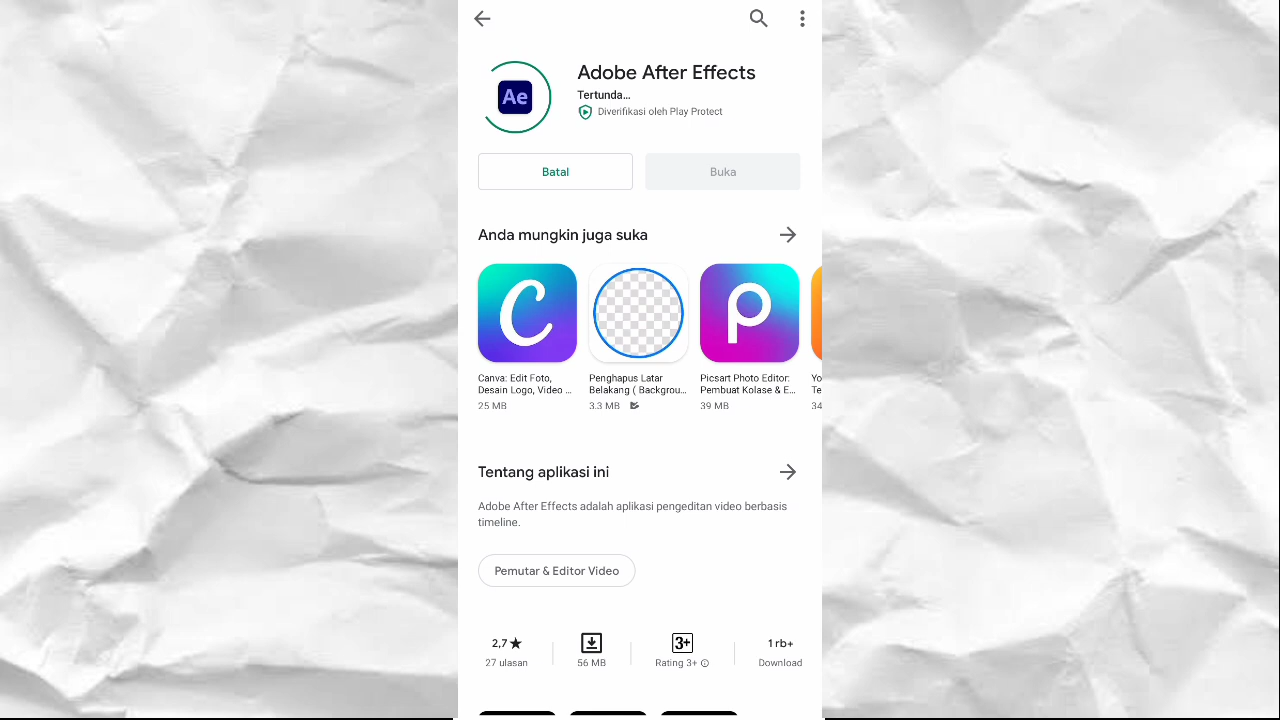 Adobe After Effects
Ae
Tertunda...
Diverifikasi oleh Play Protect
Batal
Buka
Anda mungkin juga suka
Canva: Edit Foto,
Desain Logo, Video ...
25 MB
Penghapus Latar
Belakang ( Backgrou...
3.3 MB
Picsart Photo Editor:
Pembuat Kolase & E...
39 MB
Yo
Te
34
Tentang aplikasi ini
Adobe After Effects adalah aplikasi pengeditan video berbasis
timeline.
Pemutar & Editor Video
2,7★
27 ulasan
56 MB
3+
Rating 3+
1 rb+
Download